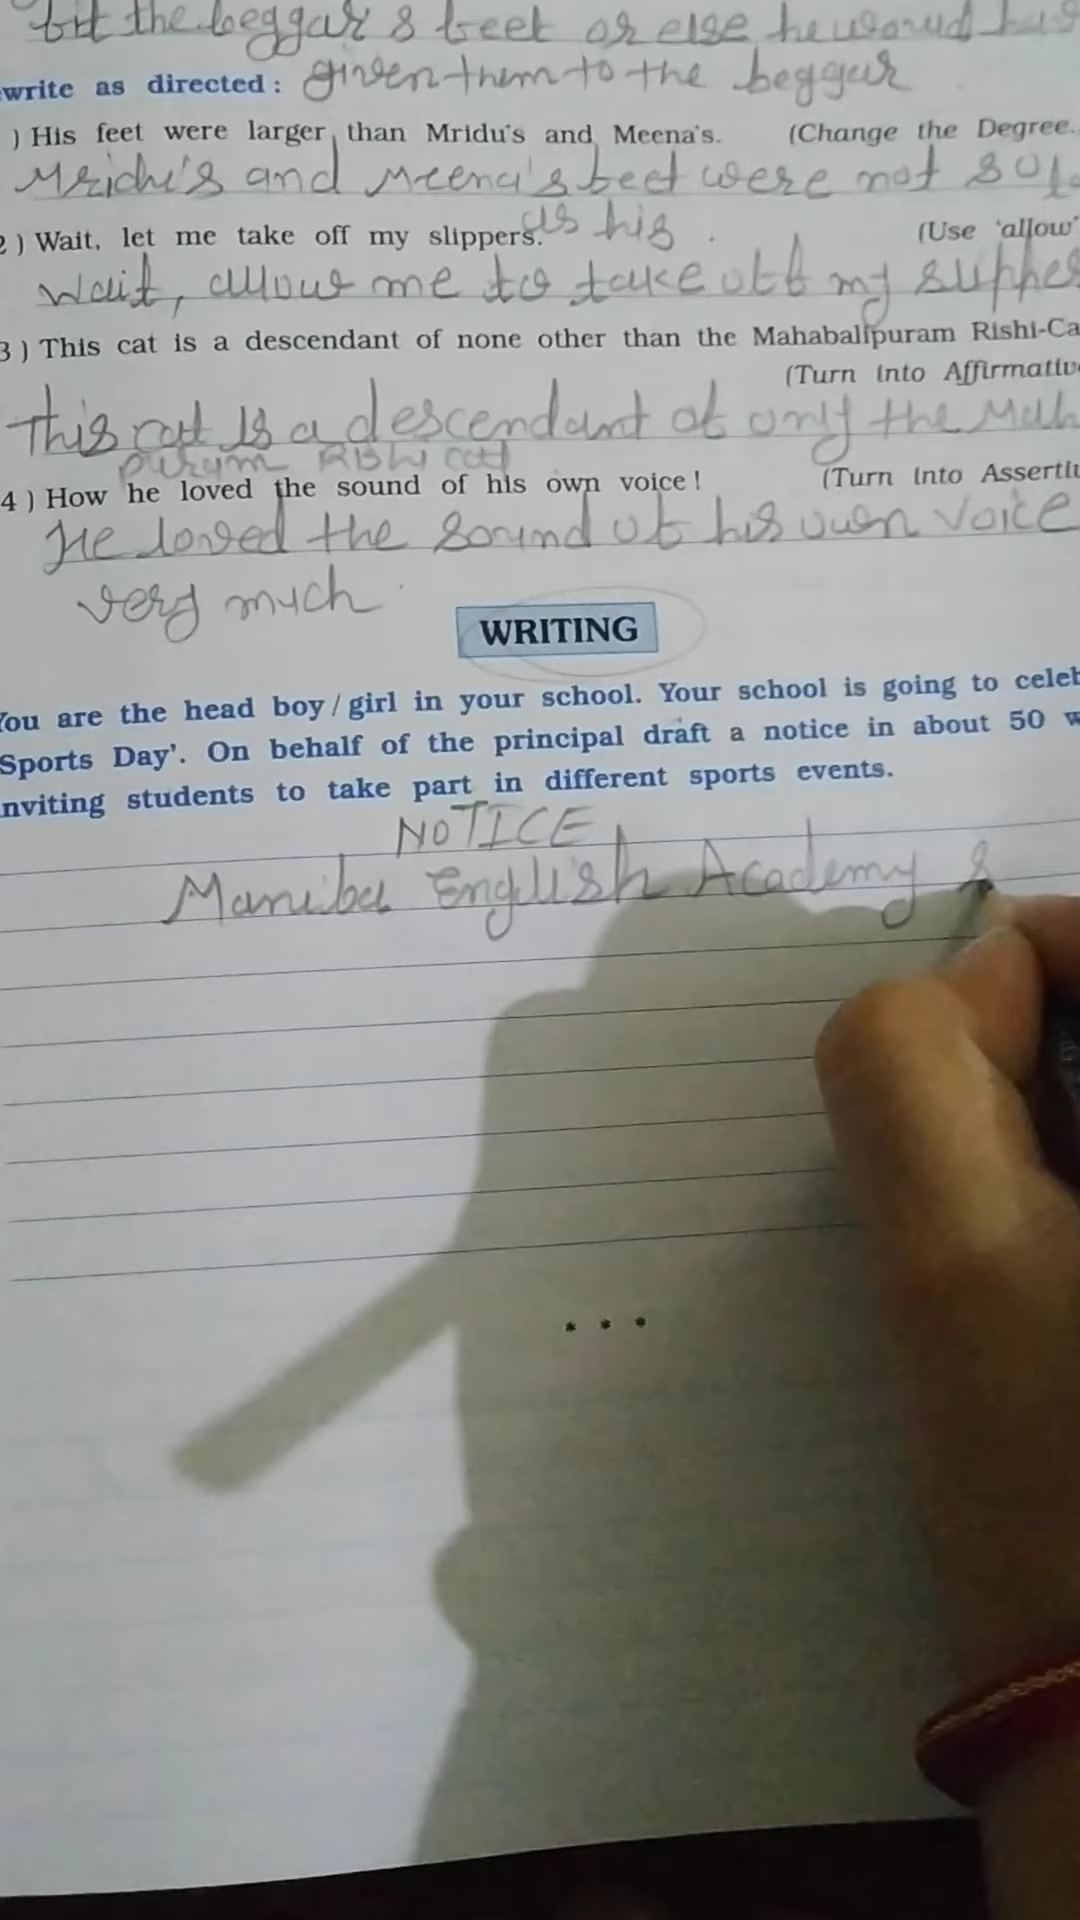 fit the beggar's feet or else he would
write as directed: given them to the beggar
) His feet were larger than Mridu's and Meena's. (Change the Degree.
Mridu's and Meena's feet were not so
as his.
2) Wait, let me take off my slippers. (Use 'allow'
Wait, allow me to take off my
3) This cat is a descendant of none other than the Mahabalipuram Rishi-Ca
(Turn into Affirmativ
This cat is a descendant of only the Mah
puram Rishi cat
4) How he loved the sound of his own voice! (Turn into Asserti
He loved the sound of his own voice
very much.
WRITING
You are the head boy/girl in your school. Your school is going to celeb
Sports Day'. On behalf of the principal draft a notice in about 50 w
nviting students to take part in different sports events.
NOTICE
Maniba English Academy
* * *